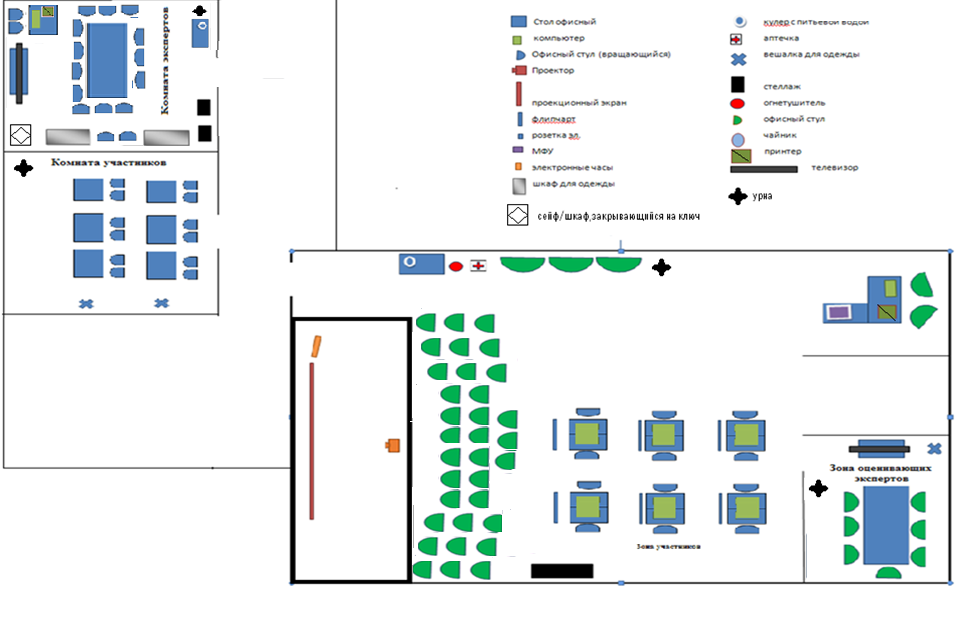 Комната экспертов
Комната участников
Стол офисный
компьютер
Офисный стул (вращающийся)
Проектор
проекционный экран
флипчарт
розетка эл.
МФУ
электронные часы
шкаф для одежды
сейф/шкаф,закрывающийся на ключ
кулер с питьевой водой
аптечка
вешалка для одежды
стеллаж
огнетушитель
офисный стул
чайник
принтер
телевизор
урна
Зона оценивающих
экспертов
Зона участников